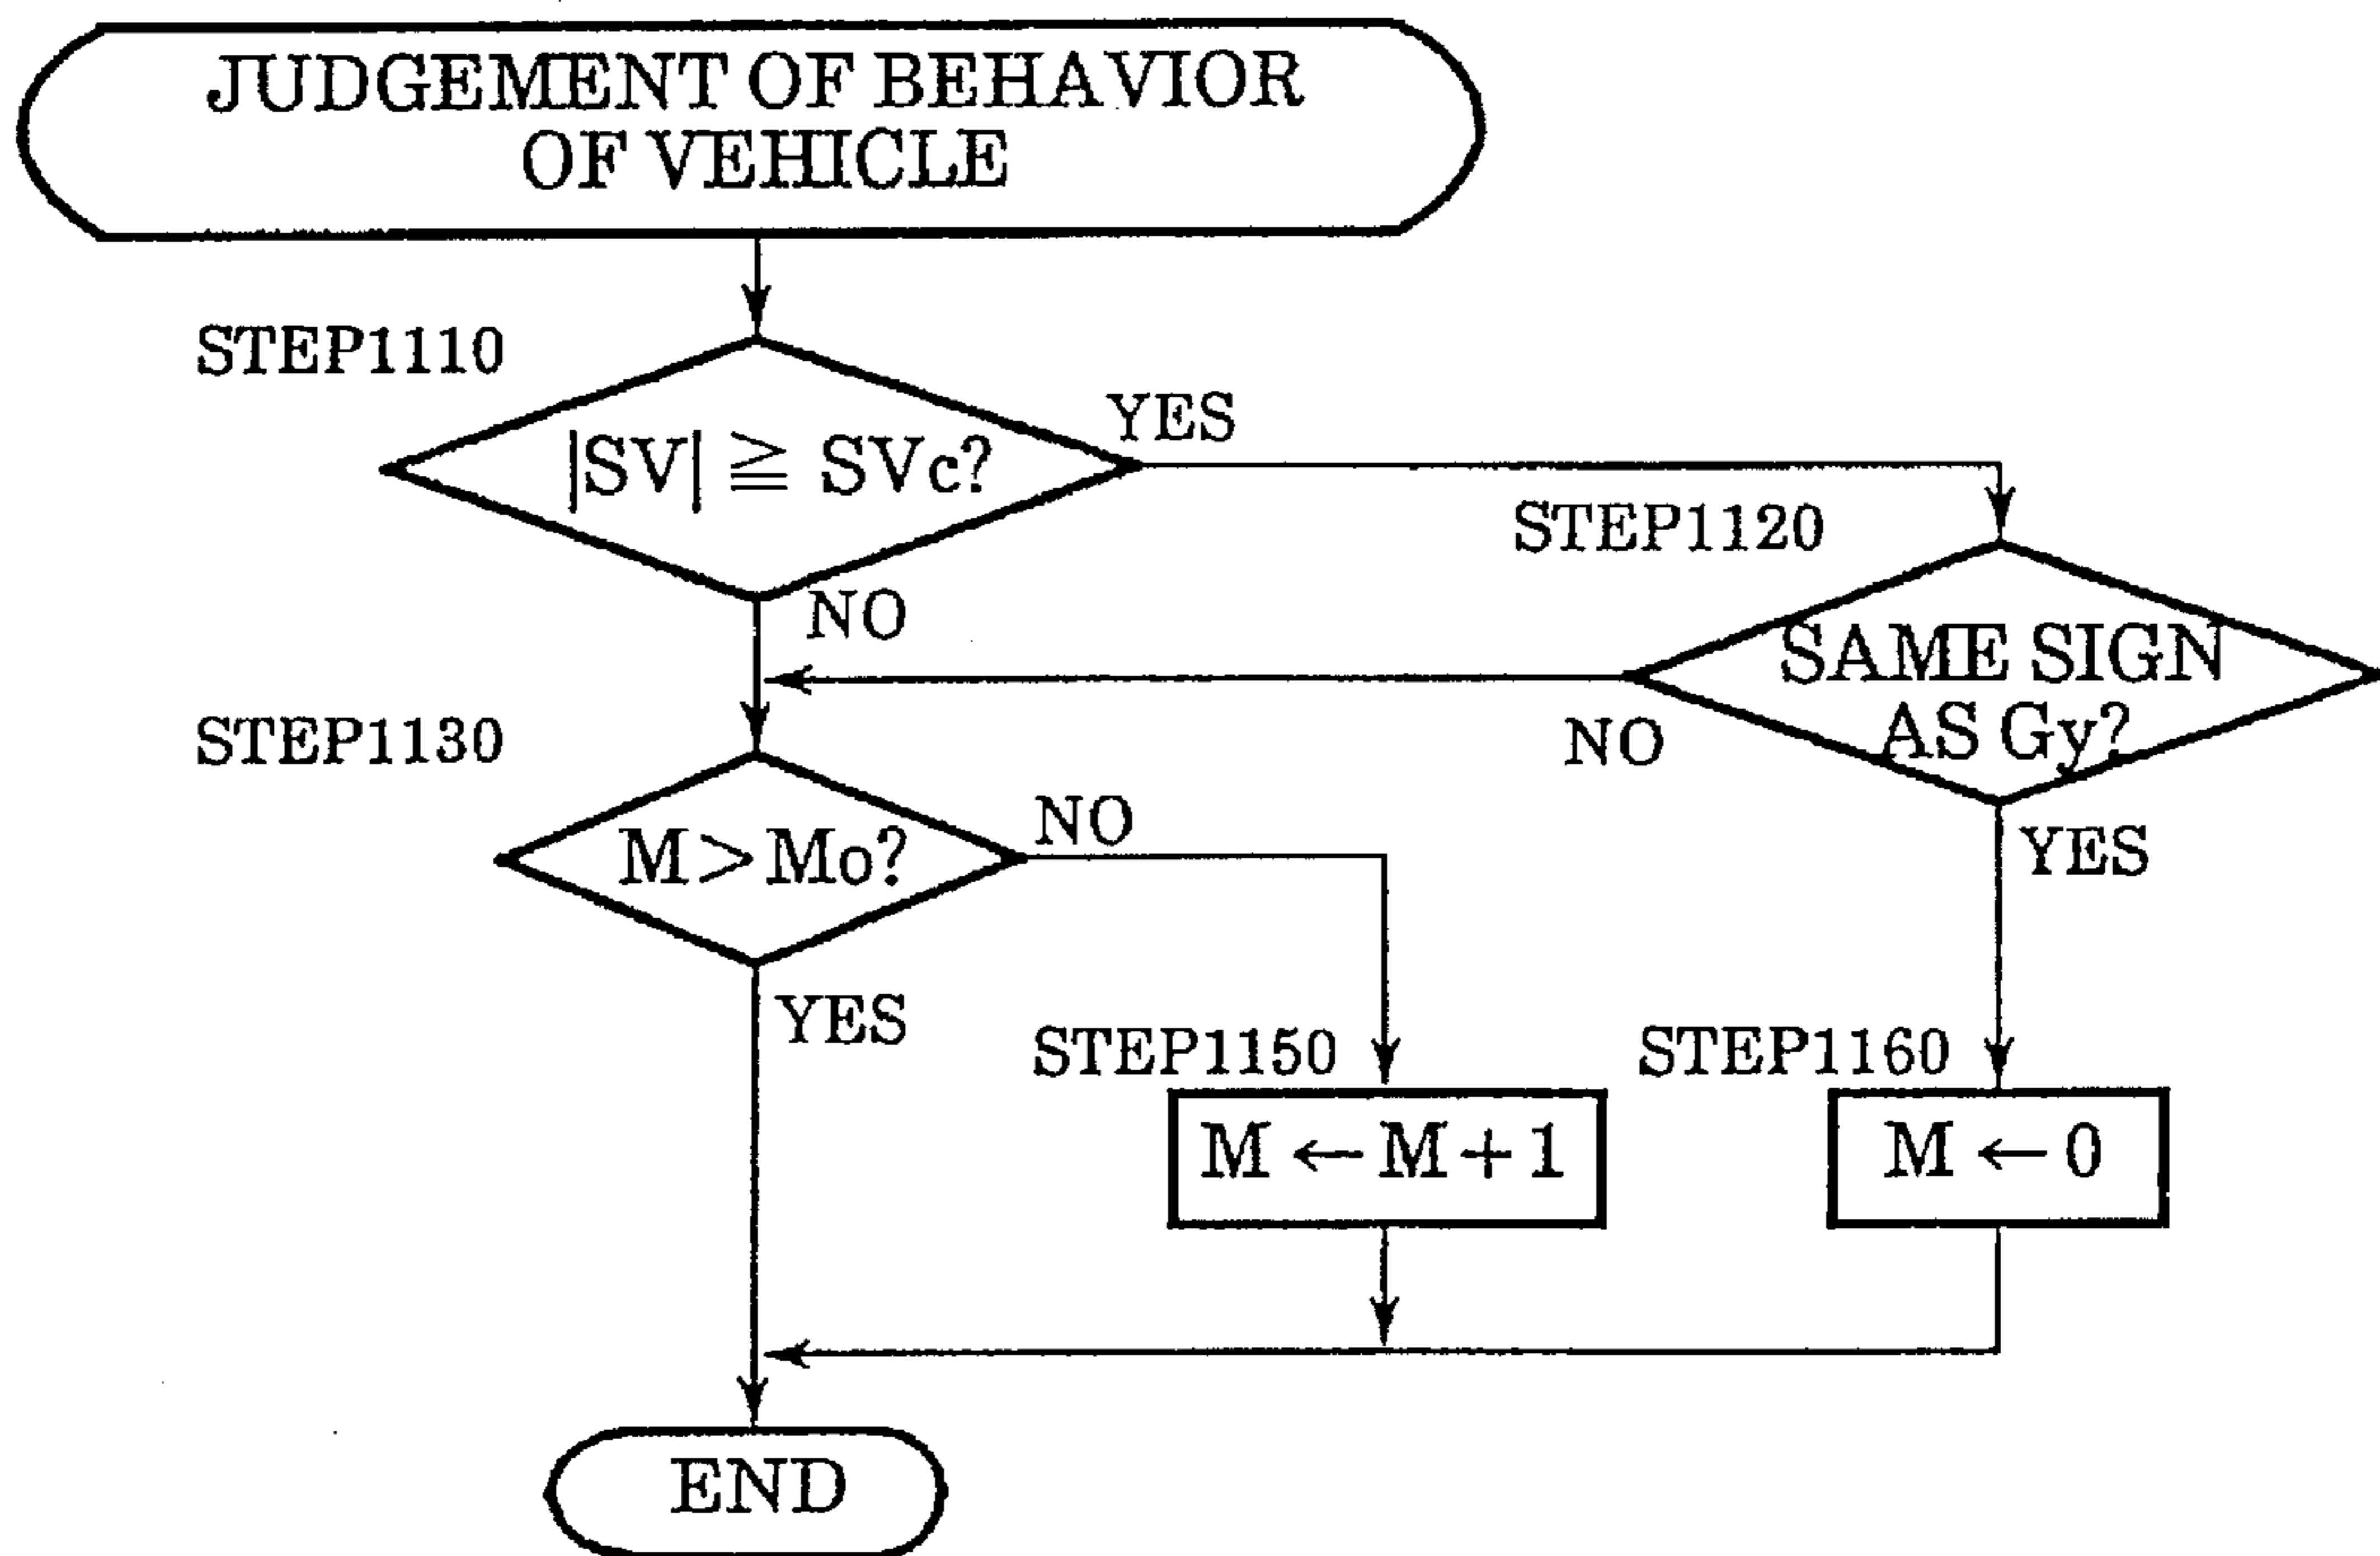 JUDGEMENT OF BEHAVIOR
OF VEHICLE
STEP1110
|SV| ≧ SVc?
YES
NO
STEP1120
SAME SIGN
AS Gy?
NO
YES
STEP1130
M > Mo?
NO
YES
STEP1150
M ← M + 1
STEP1160
M ← 0
END